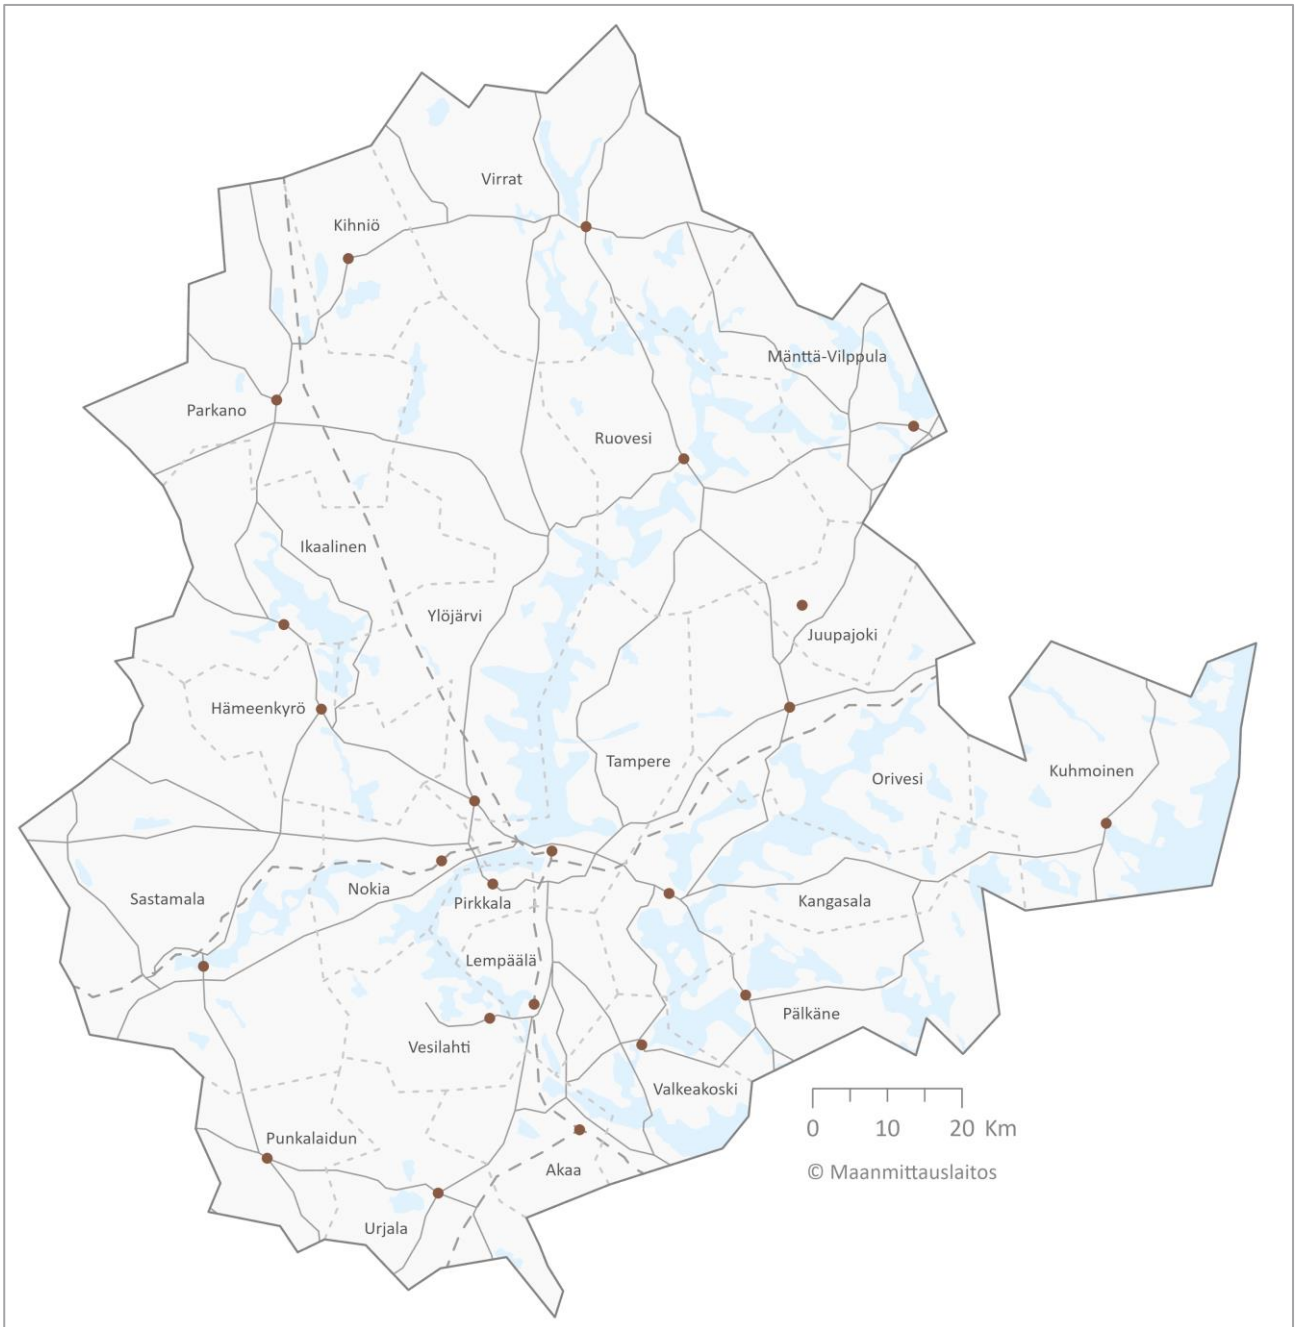 Virrat
Kihniö
Mänttä-Vilppula
Parkano
Ruovesi
Ikaalinen
Ylöjärvi
Juupajoki
Hämeenkyrö
Tampere
Kuhmoinen
Orivesi
Nokia
Sastamala
Pirkkala
Kangasala
Lempäälä
Pälkäne
Vesilahti
Valkeakoski
0 10 20 Km
Punkalaidun
Akaa
© Maanmittauslaitos
Urjala